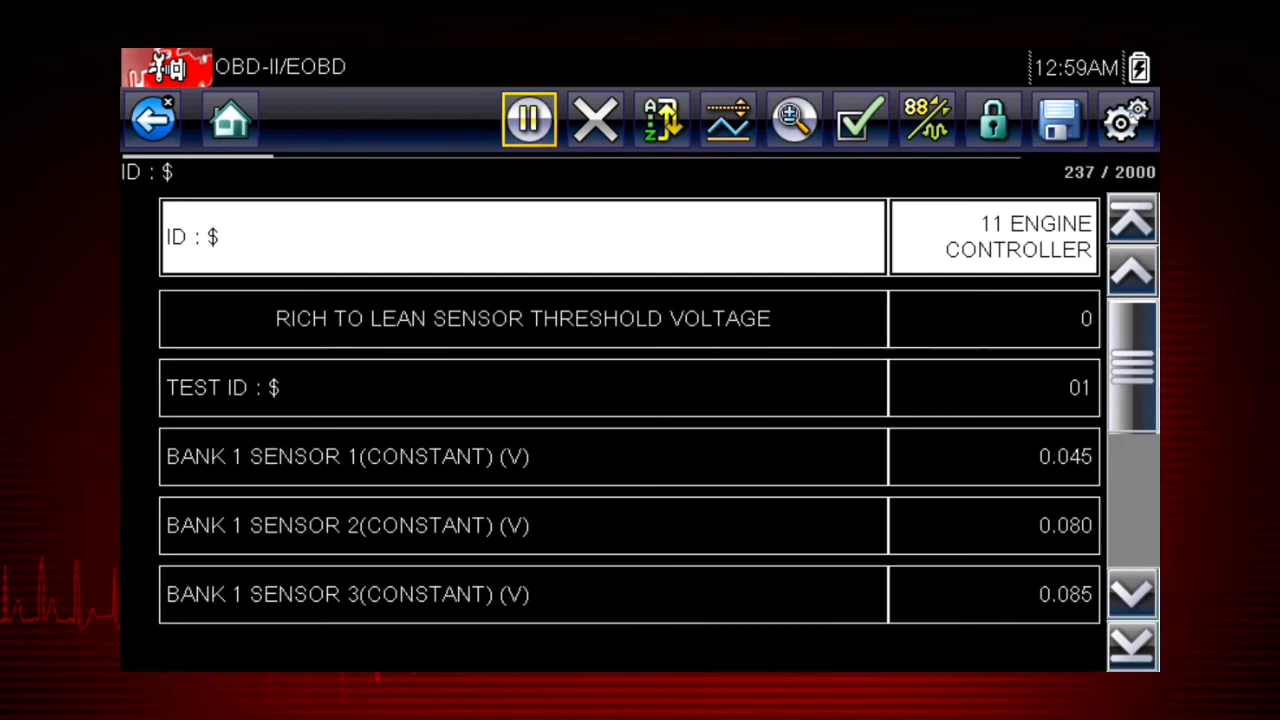 OBD-II/EOBD
12:59AM
A
Z
88
ID : $
237 / 2000
ID : $
11 ENGINE
CONTROLLER
RICH TO LEAN SENSOR THRESHOLD VOLTAGE
0
TEST ID : $
01
BANK 1 SENSOR 1(CONSTANT) (V)
0.045
BANK 1 SENSOR 2(CONSTANT) (V)
0.080
BANK 1 SENSOR 3(CONSTANT) (V)
0.085